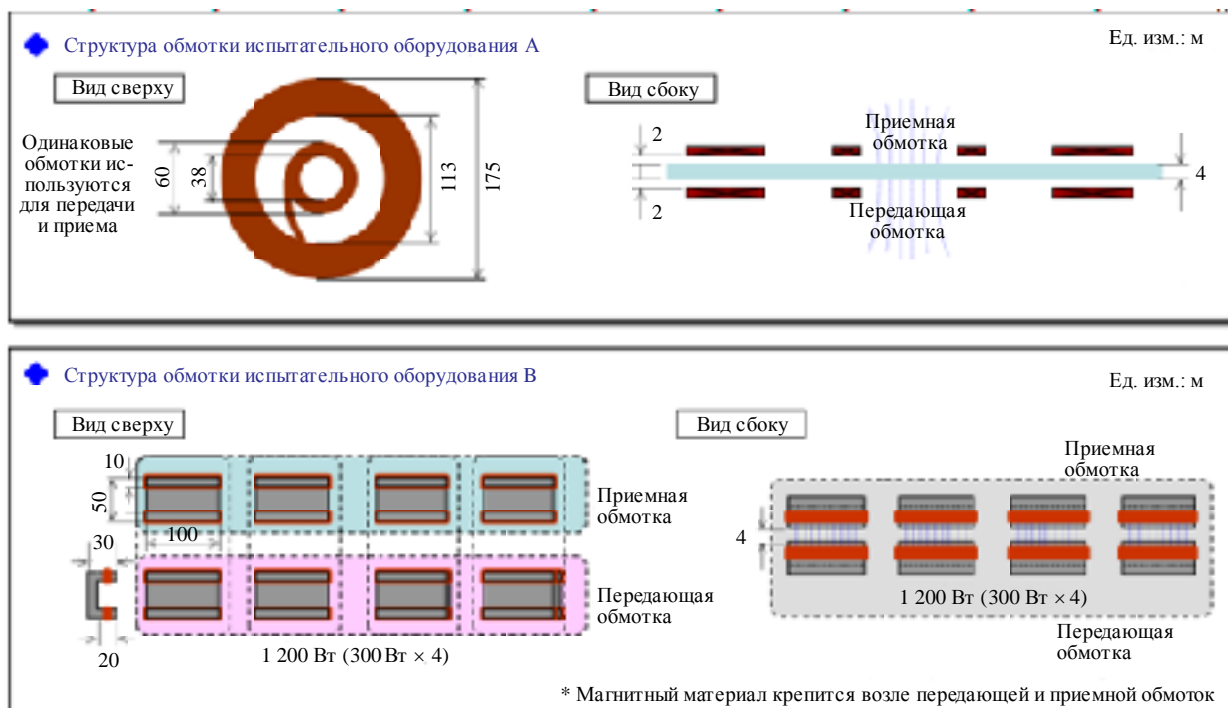 Структура обмотки испытательного оборудования А
Ед. изм.: м
Вид сверху
Вид сбоку
Одинаковые
обмотки ис-
пользуются
для передачи
и приема
60
38
113
175
2
2
Приемная
обмотка
Передающая
обмотка
4
Структура обмотки испытательного оборудования В
Ед. изм.: м
Вид сверху
Вид сбоку
10
50
100
30
20
Приемная
обмотка
Передающая
обмотка
1 200 Вт (300 Вт × 4)
Приемная
обмотка
4
1 200 Вт (300 Вт × 4)
Передающая
обмотка
* Магнитный материал крепится возле передающей и приемной обмоток